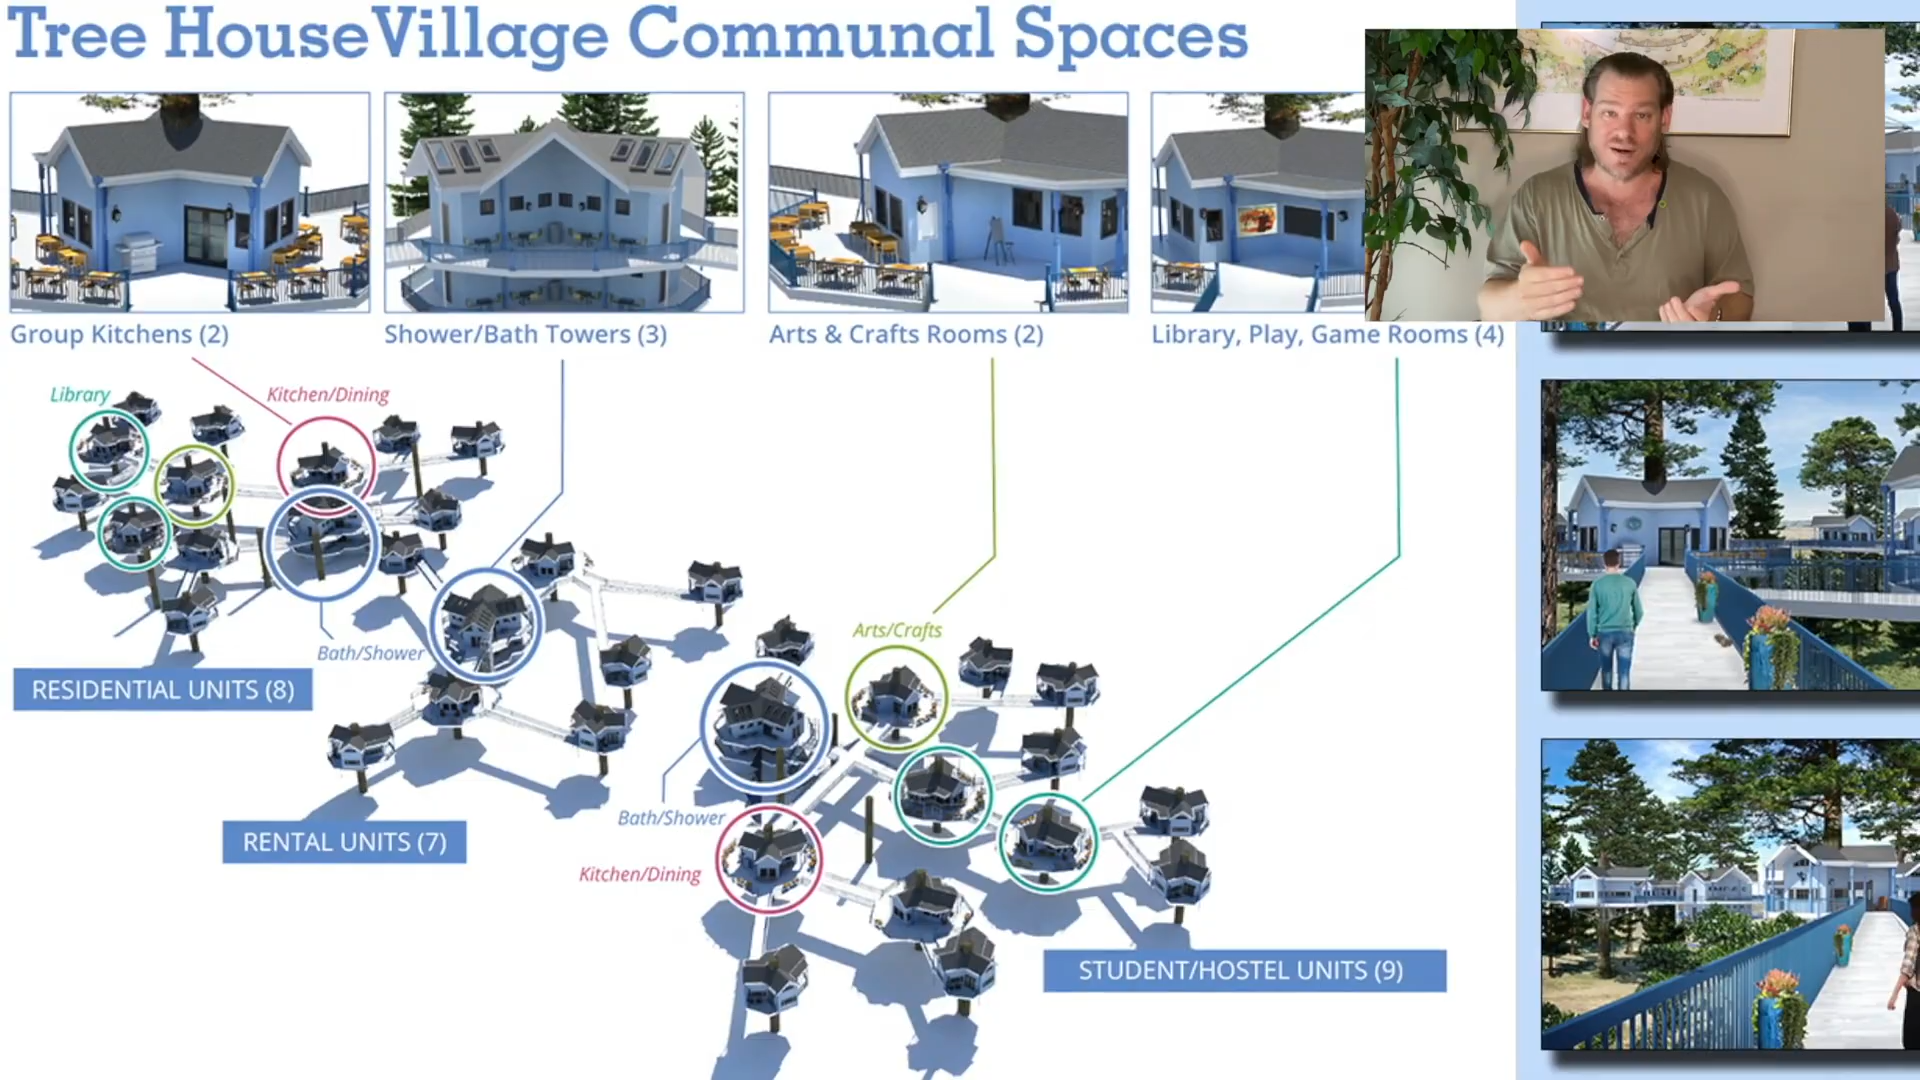 Tree House Village Communal Spaces
Group Kitchens (2)
Shower/Bath Towers (3)
Arts & Crafts Rooms (2)
Library, Play, Game Rooms (4)
Library
Kitchen/Dining
Bath/Shower
RESIDENTIAL UNITS (8)
Arts/Crafts
RENTAL UNITS (7)
Bath/Shower
Kitchen/Dining
STUDENT/HOSTEL UNITS (9)